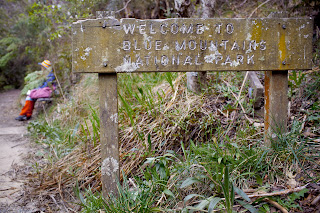 WELCOME TO
BLUE MOUNTAINS
NATIONAL PARK